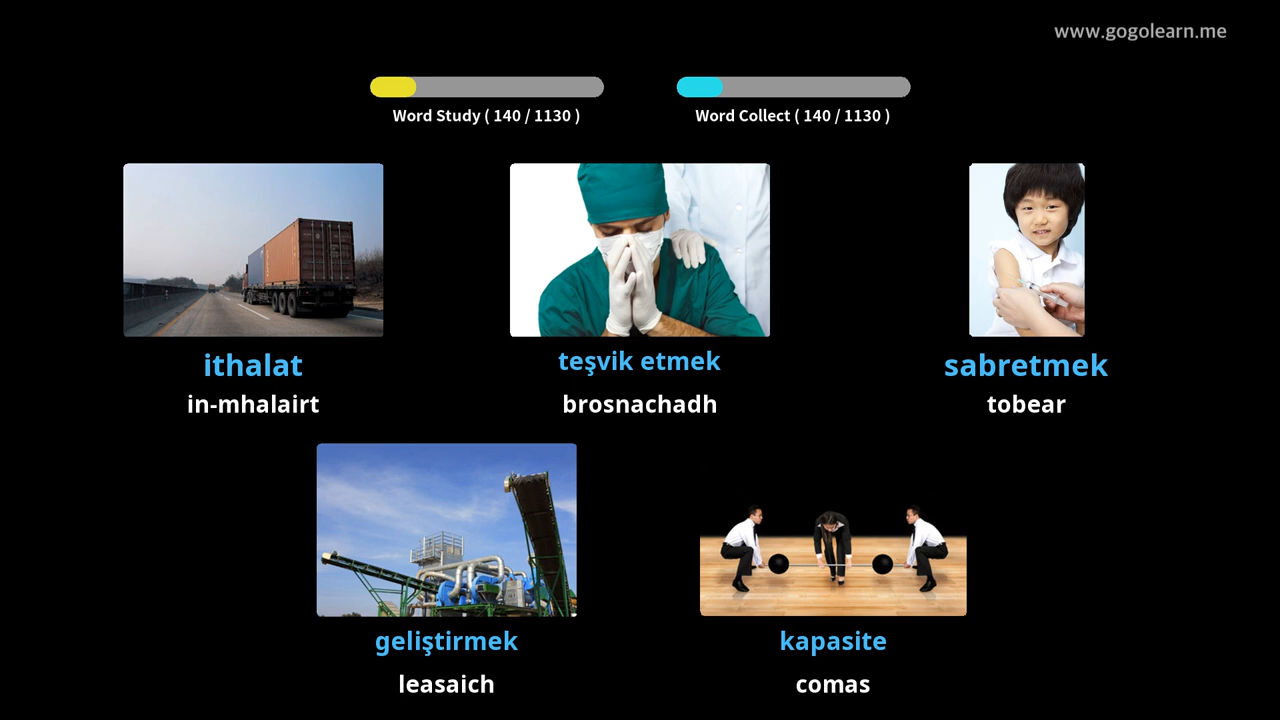 www.gogolearn.me
Word Study ( 140 / 1130 )
Word Collect ( 140 / 1130 )
ithalat
in-mhalairt
teşvik etmek
brosnachadh
sabretmek
tobear
geliştirmek
leasaich
kapasite
comas